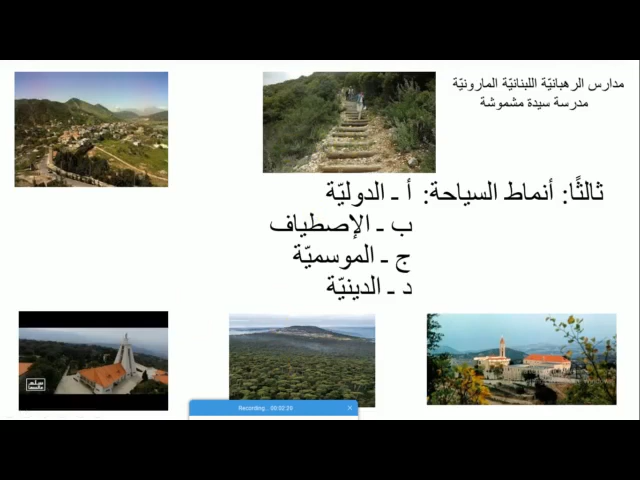 مدارس الرهبانيّة اللبنانيّة المارونيّة
مدرسة سيدة مشموشة
ثالثًا: أنماط السياحة: أ ـ الدوليّة
ب ـ الإصطياف
ج ـ الموسميّة
د ـ الدينيّة
Recording... 00:02:29